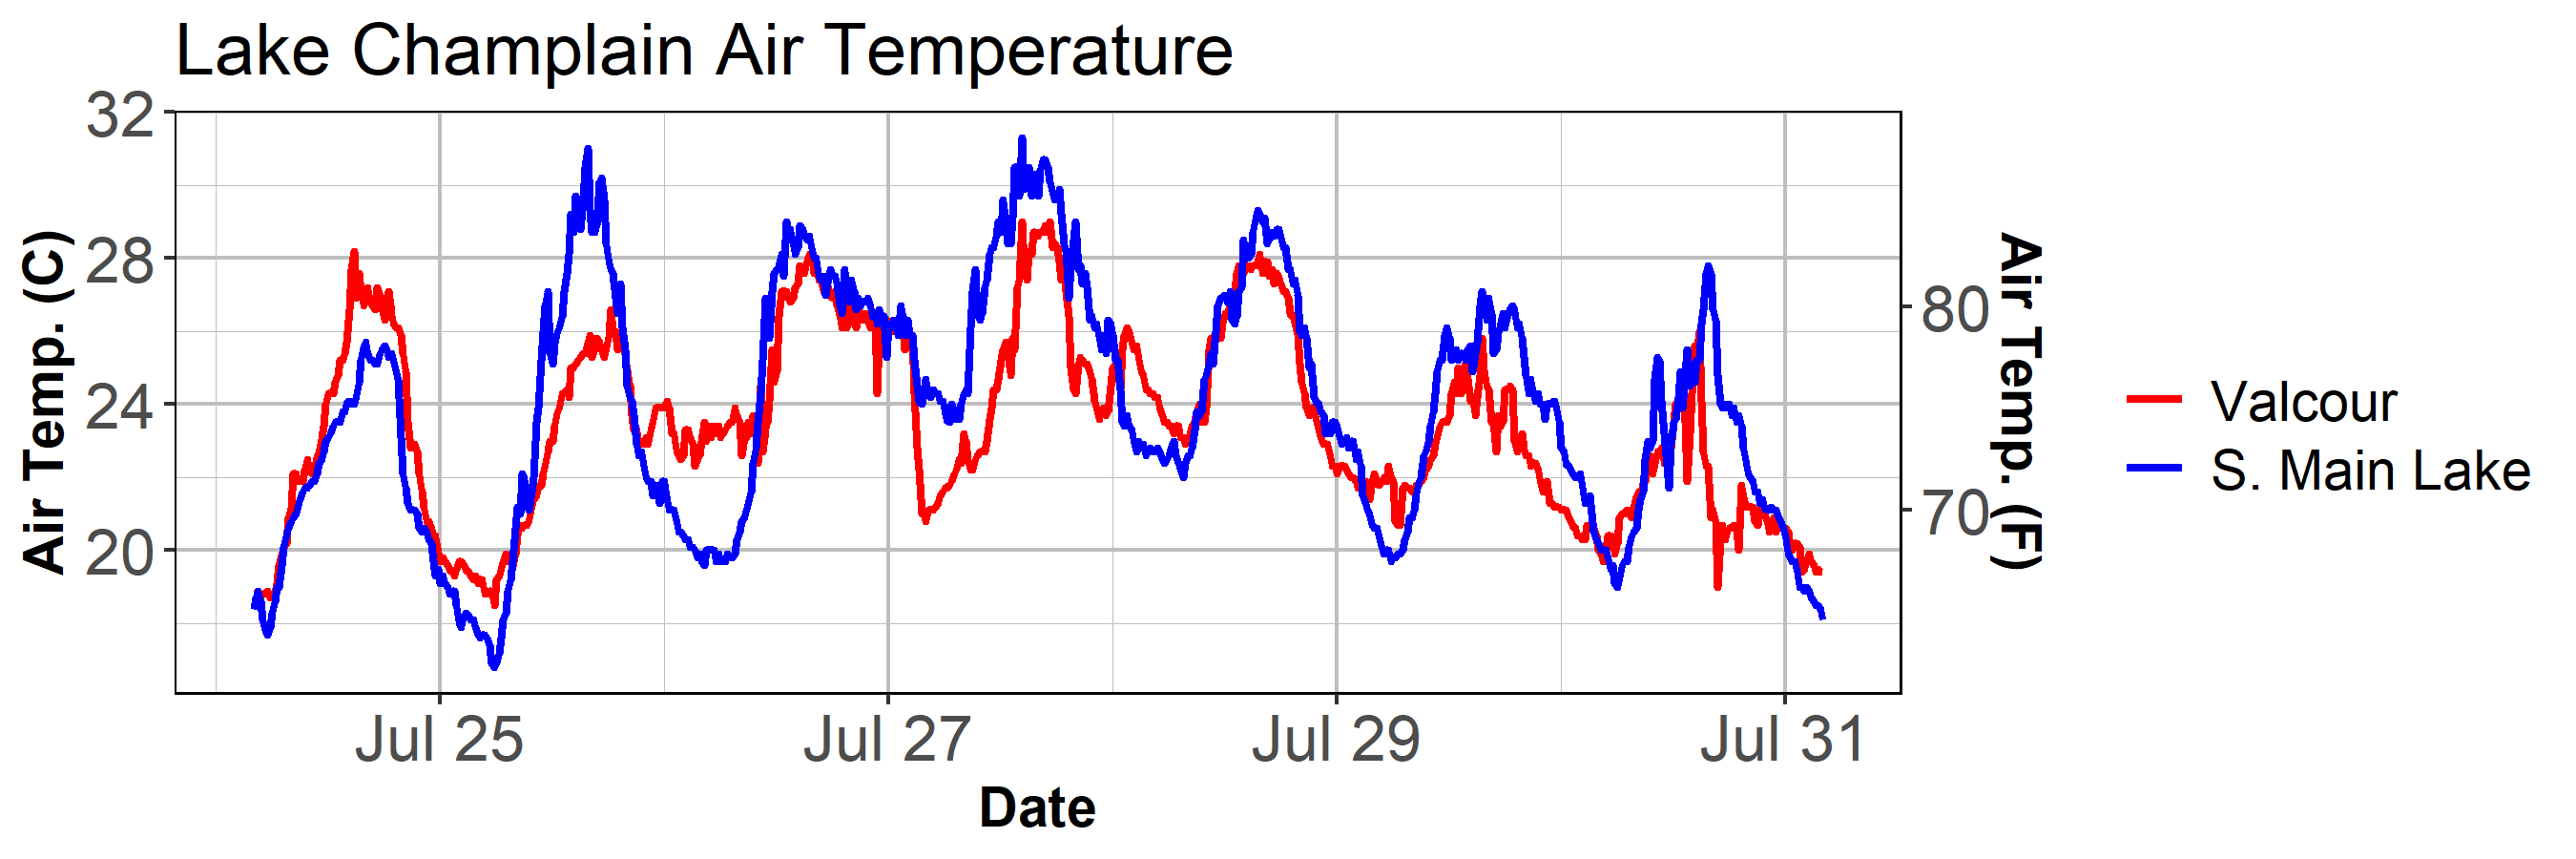 Lake Champlain Air Temperature
Air Temp. (C)
32
28
24
20
80
70
Air Temp. (F)
Jul 25
Jul 27
Jul 29
Jul 31
Date
Valcour
S. Main Lake